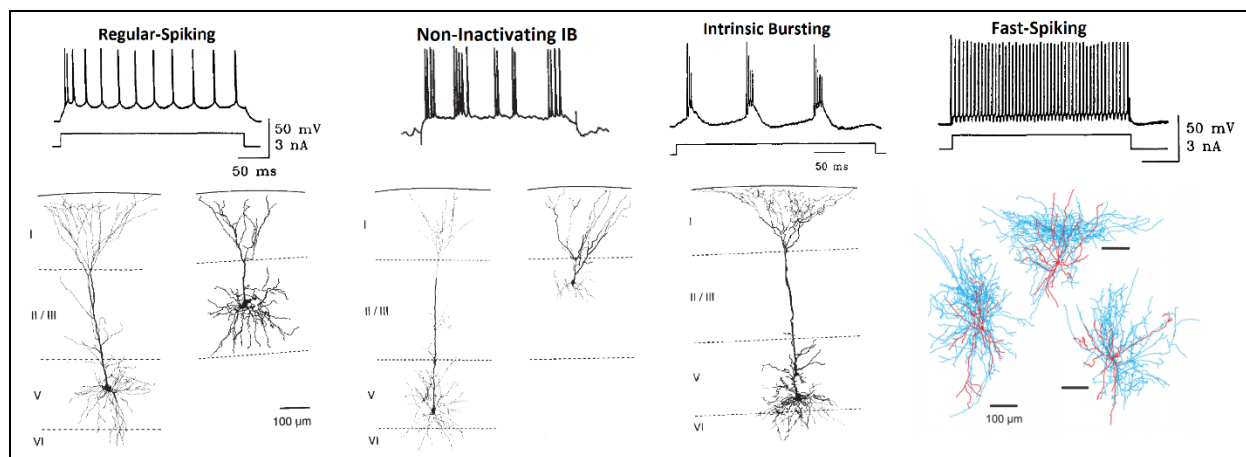 Regular-Spiking
50 mV
3 nA
50 ms
I
II / III
V
VI
100 µm
Non-Inactivating IB
I
II / III
V
VI
Intrinsic Bursting
50 ms
I
II / III
V
VI
Fast-Spiking
50 mV
3 nA
100 µm